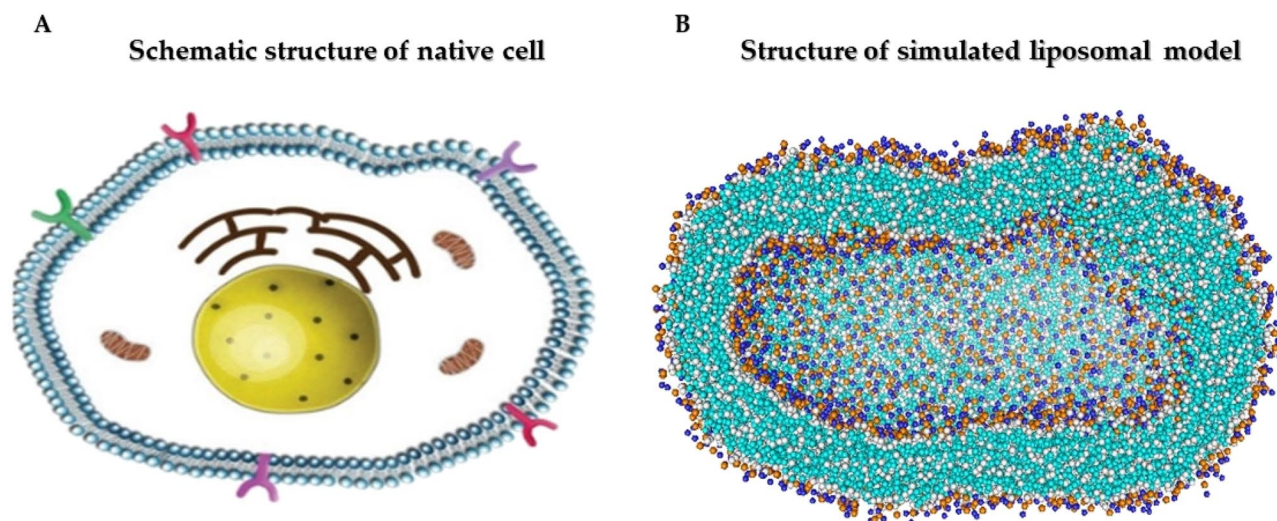 A
Schematic structure of native cell
B
Structure of simulated liposomal model